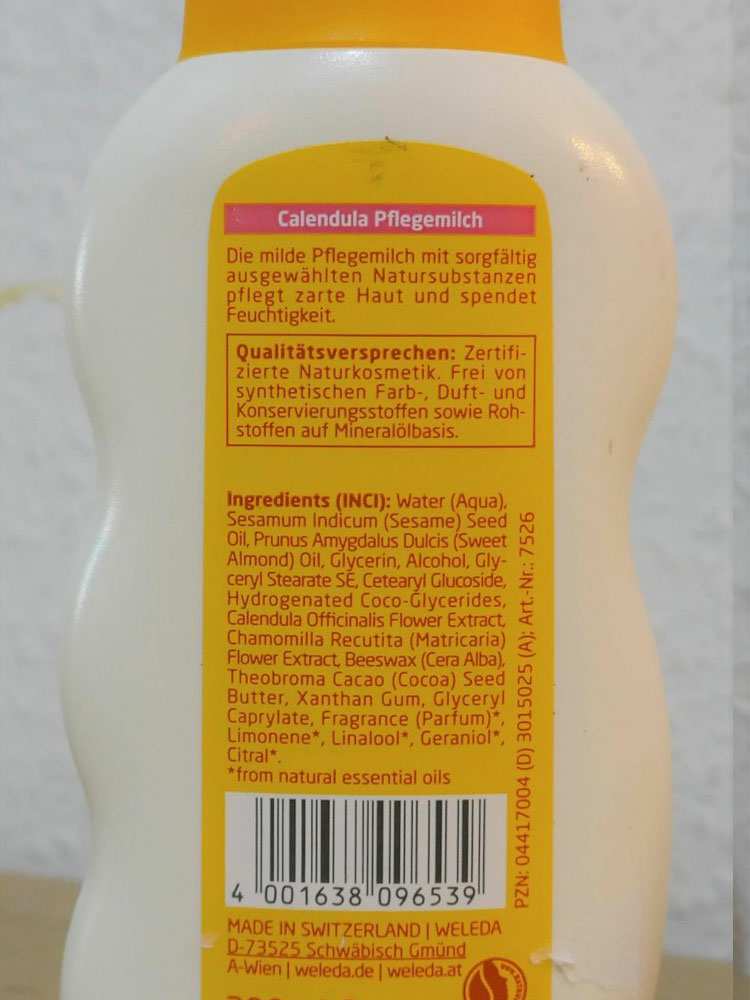 Calendula Pflegemilch
Die milde Pflegemilch mit sorgfältig
ausgewählten Natursubstanzen
pflegt zarte Haut und spendet
Feuchtigkeit.
Qualitätsversprechen: Zertifi-
zierte Naturkosmetik. Frei von
synthetischen Farb-, Duft- und
Konservierungsstoffen sowie Roh-
stoffen auf Mineralölbasis.
Ingredients (INCI): Water (Aqua),
Sesamum Indicum (Sesame) Seed
Oil, Prunus Amygdalus Dulcis (Sweet
Almond) Oil, Glycerin, Alcohol, Gly-
ceryl Stearate SE, Cetearyl Glucoside,
Hydrogenated Coco-Glycerides,
Calendula Officinalis Flower Extract,
Chamomilla Recutita (Matricaria)
Flower Extract, Beeswax (Cera Alba),
Theobroma Cacao (Cocoa) Seed
Butter, Xanthan Gum, Glyceryl
Caprylate, Fragrance (Parfum)*,
Limonene*, Linalool*, Geraniol*,
Citral*.
*from natural essential oils
PZN: 04417004 (D) 3015025 (A); Art.-Nr.: 7526
4 001638 096539
MADE IN SWITZERLAND | WELEDA
D-73525 Schwäbisch Gmünd
A-Wien | weleda.de | weleda.at